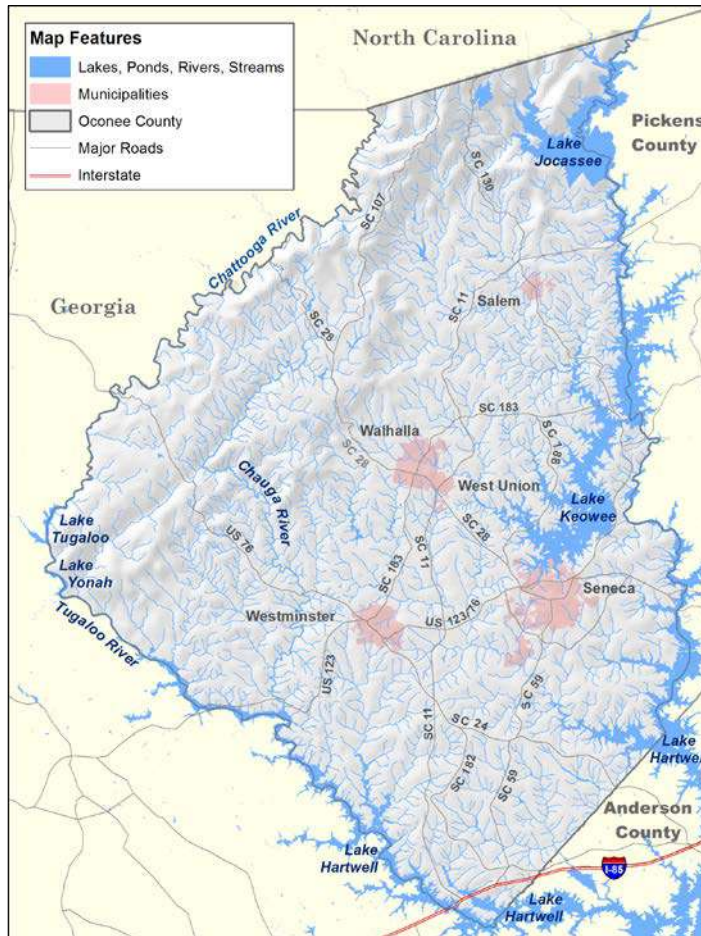 Map Features
Lakes, Ponds, Rivers, Streams
Municipalities
Oconee County
Major Roads
Interstate
North Carolina
Pickens
County
Lake
Jocassee
SC 130
SC 107
Chattooga River
Georgia
Salem
SC 11
SC 28
SC 183
Walhalla
SC 28
SC 188
West Union
Chauga River
Lake
Keowee
Lake
Tugaloo
US 76
SC 28
SC 183
SC 11
Lake
Yonah
Seneca
Westminster
US 123/76
Tugaloo River
US 123
SC 59
SC 11
SC 24
Lake
Hartwell
SC 182
SC 59
Anderson
County
Lake
Hartwell
I-85
Lake
Hartwell